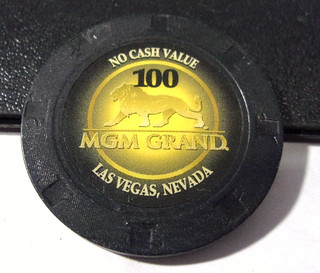 NO CASH VALUE
100
MGM GRAND
LAS VEGAS, NEVADA